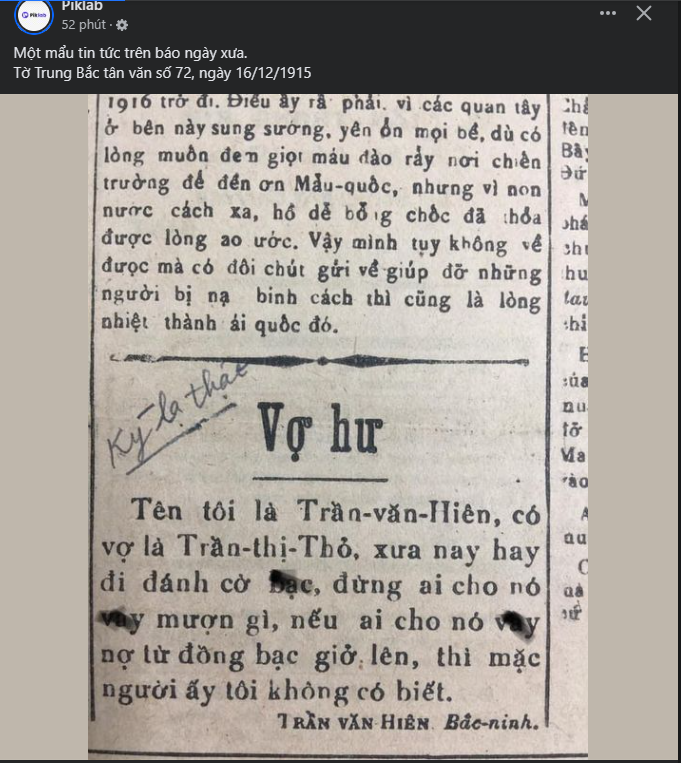 Piklab
Piklab
52 phút
Một mẩu tin tức trên báo ngày xưa.
Tờ Trung Bắc tân văn số 72, ngày 16/12/1915
1916 trở đi. Điều ấy rã phải, vì các quan tây
ở bên này sung sướng, yên ổn mọi bề, dù có
lòng muôn đem giọt máu đào rẩy nơi chiến
trường để đền ơn Mẫu-quốc, nhưng vì non
nước cách xa, hồ dễ bỗng chốc đã thỏa
được lòng ao ước. Vậy mình tuy không về
được mà có đôi chút gửi về giúp đỡ những
người bị nạ binh cách thì cũng là lòng
nhiệt thành ái quốc đó.
Kỳ lạ thật
Vợ hư
Tên tôi là Trần-văn-Hiên, có
vợ là Trần-thị-Thỏ, xưa nay hay
đi đánh cờ bạc, đừng ai cho nó
vay mượn gì, nếu ai cho nó vay
nợ từ đồng bạc giở lên, thì mặc
người ấy tôi không có biết.
TRẦN VĂN HIÊN Bắc-ninh.